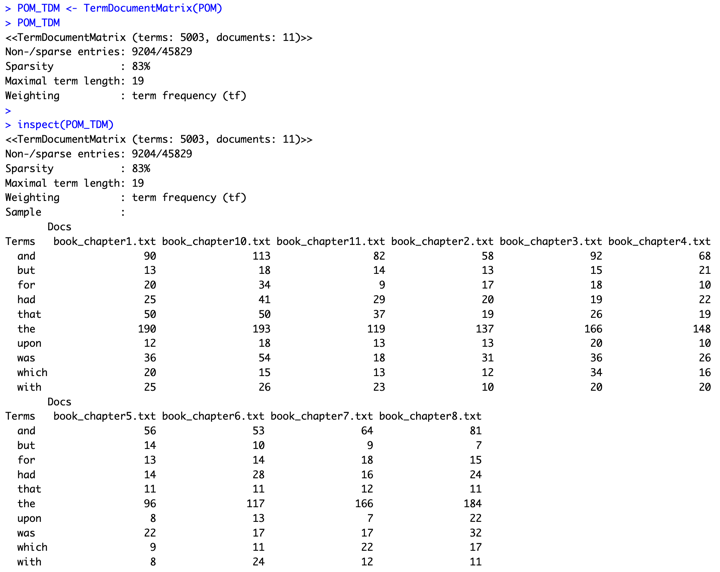 > POM_TDM <- TermDocumentMatrix(POM)
> POM_TDM
<<TermDocumentMatrix (terms: 5003, documents: 11)>>
Non-/sparse entries: 9204/45829
Sparsity           : 83%
Maximal term length: 19
Weighting          : term frequency (tf)
>
> inspect(POM_TDM)
<<TermDocumentMatrix (terms: 5003, documents: 11)>>
Non-/sparse entries: 9204/45829
Sparsity           : 83%
Maximal term length: 19
Weighting          : term frequency (tf)
Sample             :
       Docs
Terms   book_chapter1.txt book_chapter10.txt book_chapter11.txt book_chapter2.txt book_chapter3.txt book_chapter4.txt
  and                  90                113                 82                58                92                68
  but                  13                 18                 14                13                15                21
  for                  20                 34                  9                17                18                10
  had                  25                 41                 29                20                19                22
  that                 50                 50                 37                19                26                19
  the                 190                193                119               137               166               148
  upon                 12                 18                 13                13                20                10
  was                  36                 54                 18                31                36                26
  which                20                 15                 13                12                34                16
  with                 25                 26                 23                10                20                20
       Docs
Terms   book_chapter5.txt book_chapter6.txt book_chapter7.txt book_chapter8.txt
  and                  56                53                64                81
  but                  14                10                 9                 7
  for                  13                14                18                15
  had                  14                28                16                24
  that                 11                11                12                11
  the                  96               117               166               184
  upon                  8                13                 7                22
  was                  22                17                17                32
  which                 9                11                22                17
  with                  8                24                12                11